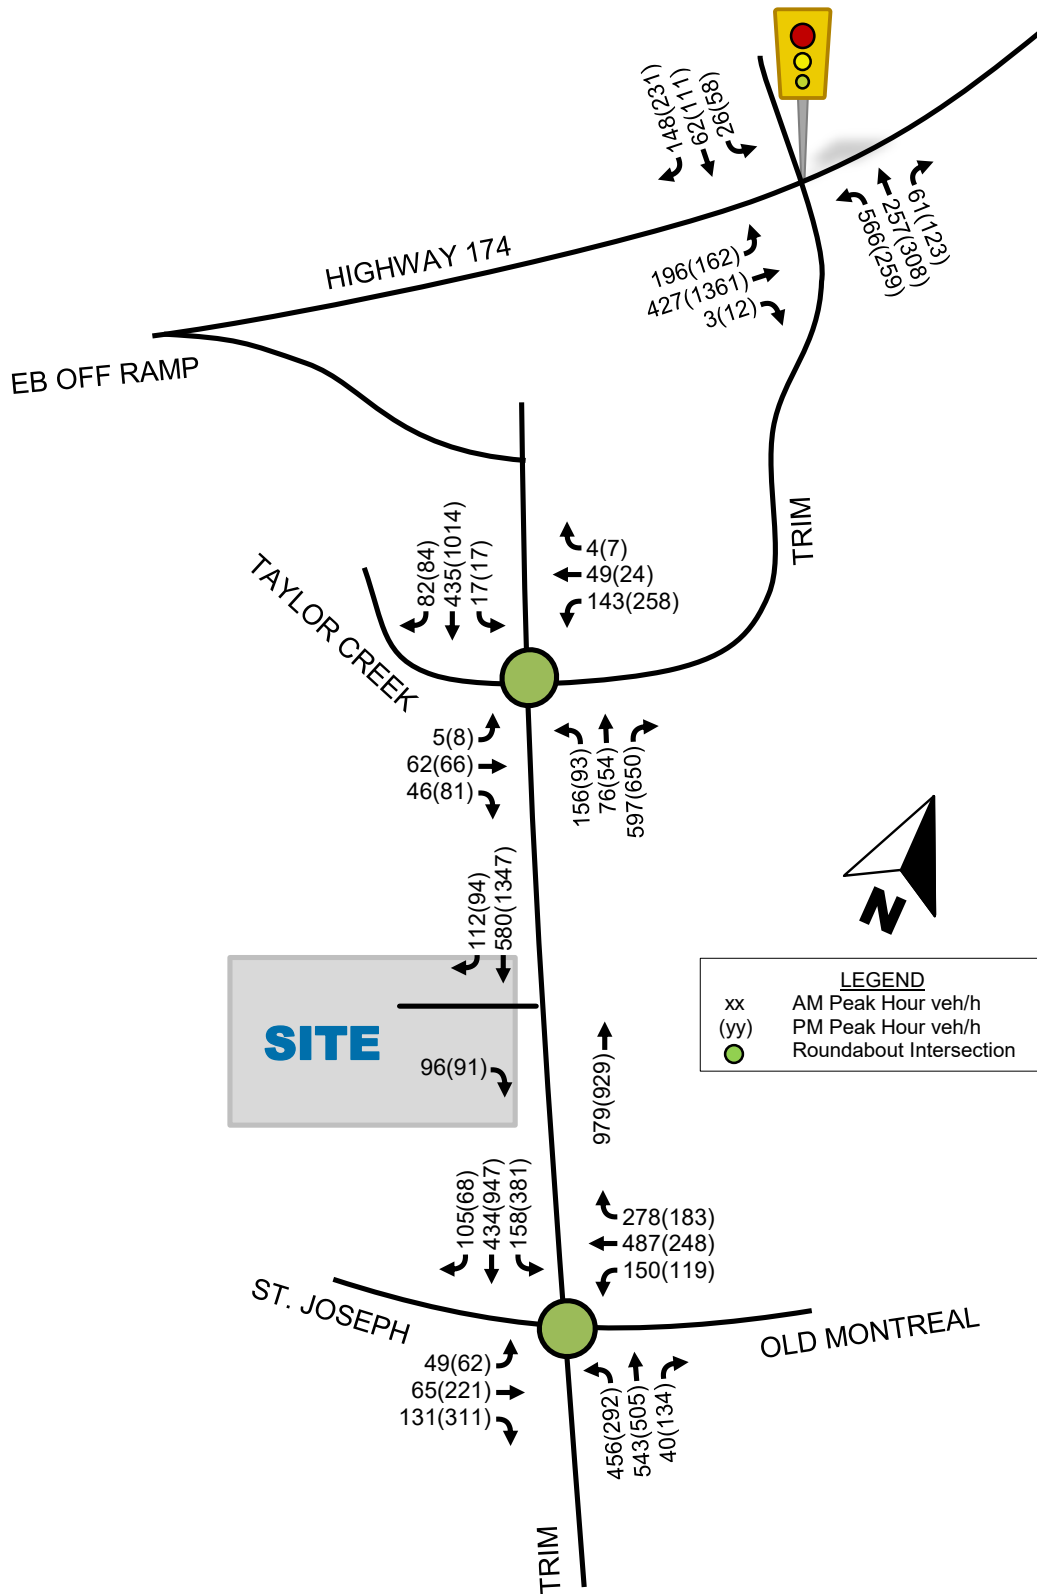 148(231)
62(111)
26(58)
61(123)
257(308)
566(259)
HIGHWAY 174
196(162)
427(1361)
3(12)
EB OFF RAMP
TRIM
82(84)
435(1014)
17(17)
4(7)
49(24)
143(258)
TAYLOR CREEK
5(8)
62(66)
46(81)
156(93)
76(54)
597(650)
112(94)
580(1347)
N
LEGEND
xx AM Peak Hour veh/h
(yy) PM Peak Hour veh/h
Roundabout Intersection
SITE
96(91)
979(929)
105(68)
434(947)
158(381)
278(183)
487(248)
150(119)
ST. JOSEPH
OLD MONTREAL
49(62)
65(221)
131(311)
456(292)
543(505)
40(134)
TRIM